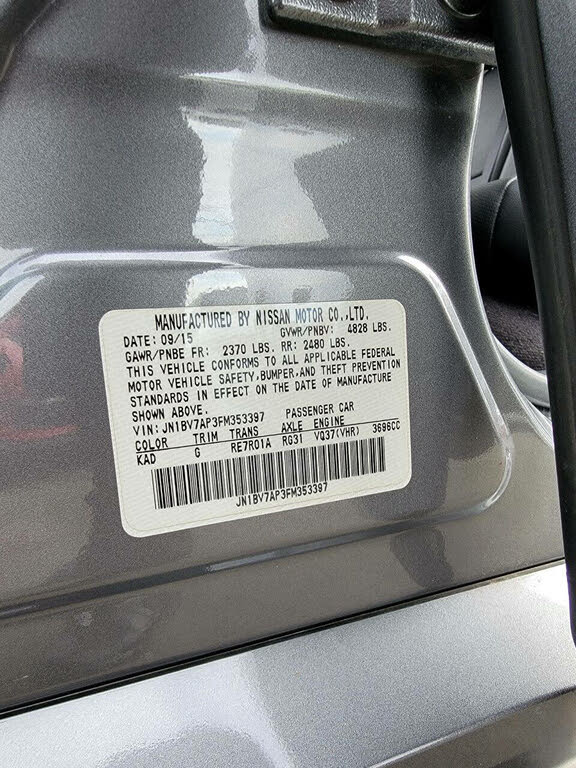 MANUFACTURED BY NISSAN MOTOR CO.,LTD.
DATE: 09/15 GVWR/PNBV: 4828 LBS.
GAWR/PNBE FR: 2370 LBS. RR: 2480 LBS.
THIS VEHICLE CONFORMS TO ALL APPLICABLE FEDERAL
MOTOR VEHICLE SAFETY,BUMPER,AND THEFT PREVENTION
STANDARDS IN EFFECT ON THE DATE OF MANUFACTURE
SHOWN ABOVE.
VIN: JN1BV7AP3FM353397 PASSENGER CAR
COLOR TRIM TRANS AXLE ENGINE
KAD G RE7R01A RG31 VQ37(VHR) 3696CC
JN1BV7AP3FM353397